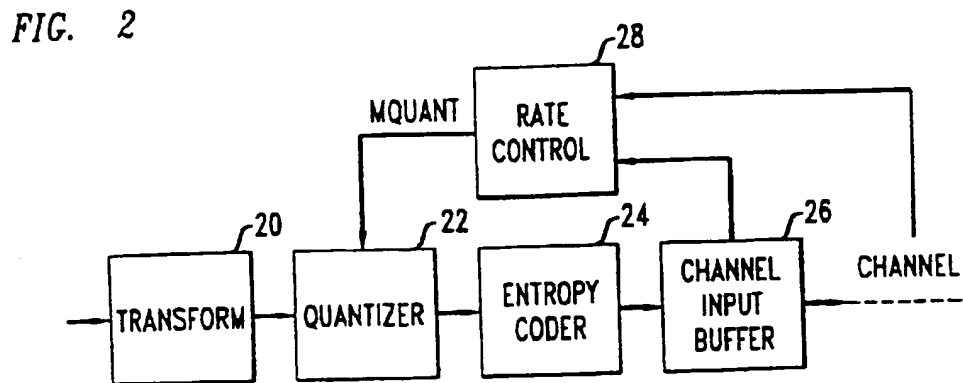 FIG. 2
28
MQUANT
RATE
CONTROL
20
22
24
26
TRANSFORM
QUANTIZER
ENTROPY
CODER
CHANNEL
INPUT
BUFFER
CHANNEL